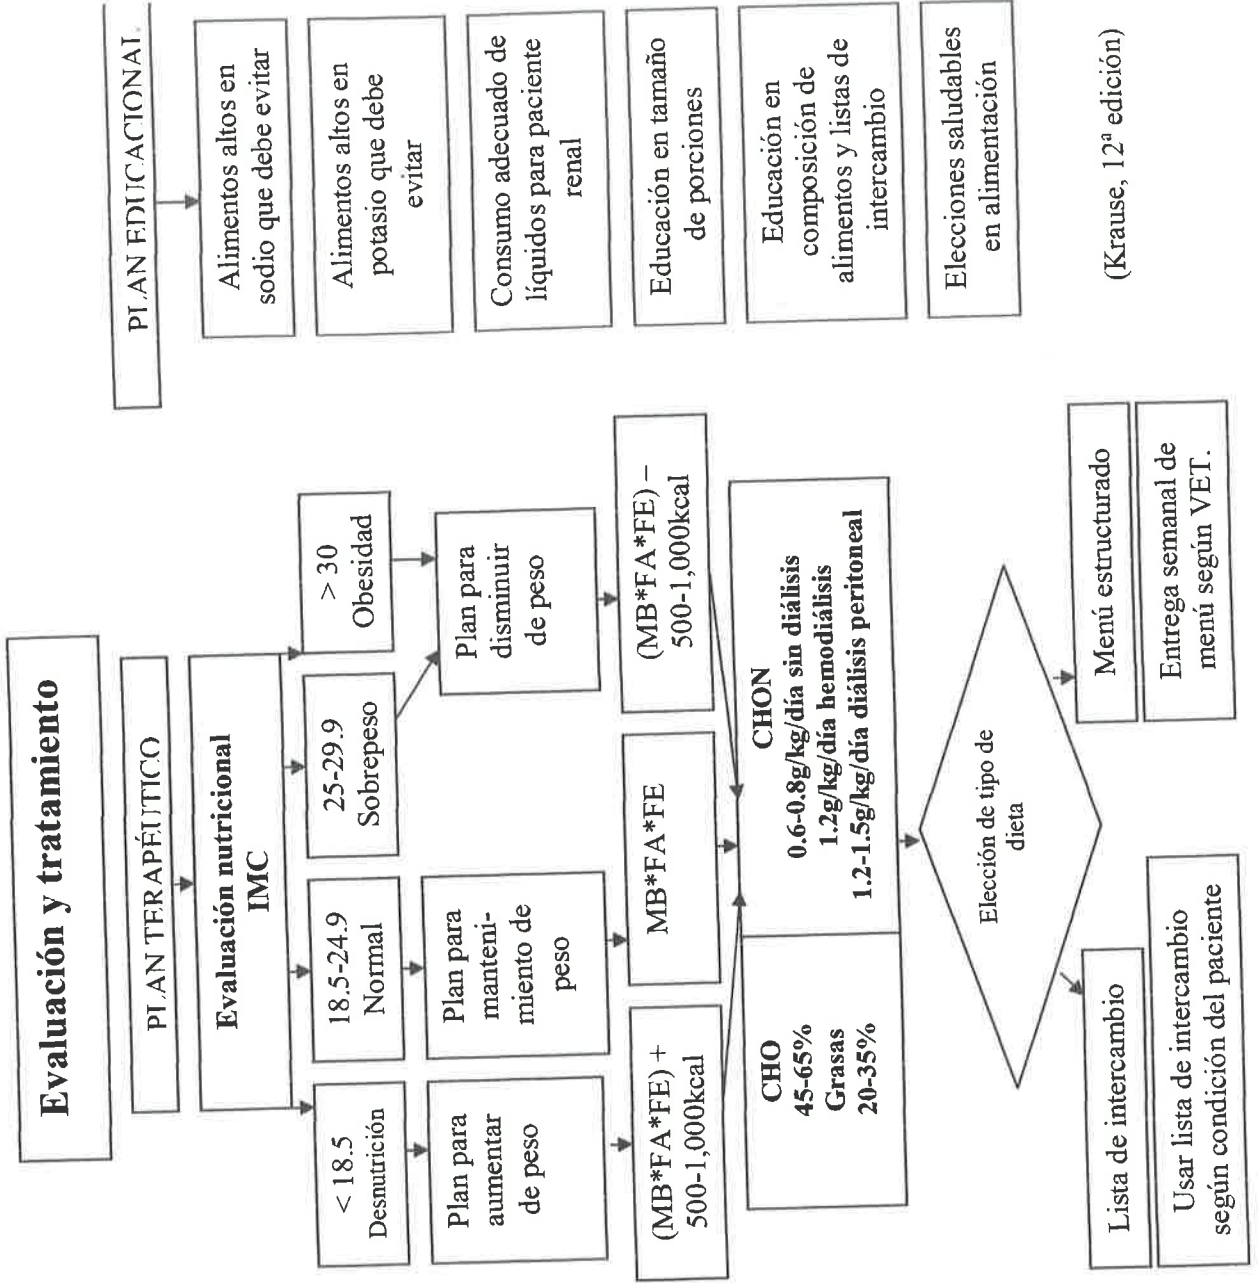 Evaluación y tratamiento
PLAN TERAPÉUTICO
Evaluación nutricional
IMC
< 18.5
Desnutrición
18.5-24.9
Normal
25-29.9
Sobrepeso
> 30
Obesidad
Plan para
aumentar
de peso
Plan para
manteni-
miento de
peso
Plan para
disminuir
de peso
(MB*FA*FE) +
500-1,000kcal
MB*FA*FE
(MB*FA*FE) –
500-1,000kcal
CHO
45-65%
Grasas
20-35%
CHON
0.6-0.8g/kg/día sin diálisis
1.2g/kg/día hemodiálisis
1.2-1.5g/kg/día diálisis peritoneal
Elección de tipo de
dieta
Lista de intercambio
Usar lista de intercambio
según condición del paciente
Menú estructurado
Entrega semanal de
menú según VET.
PLAN EDUCACIONAL
Alimentos altos en
sodio que debe evitar
Alimentos altos en
potasio que debe
evitar
Consumo adecuado de
líquidos para paciente
renal
Educación en tamaño
de porciones
Educación en
composición de
alimentos y listas de
intercambio
Elecciones saludables
en alimentación
(Krause, 12ª edición)